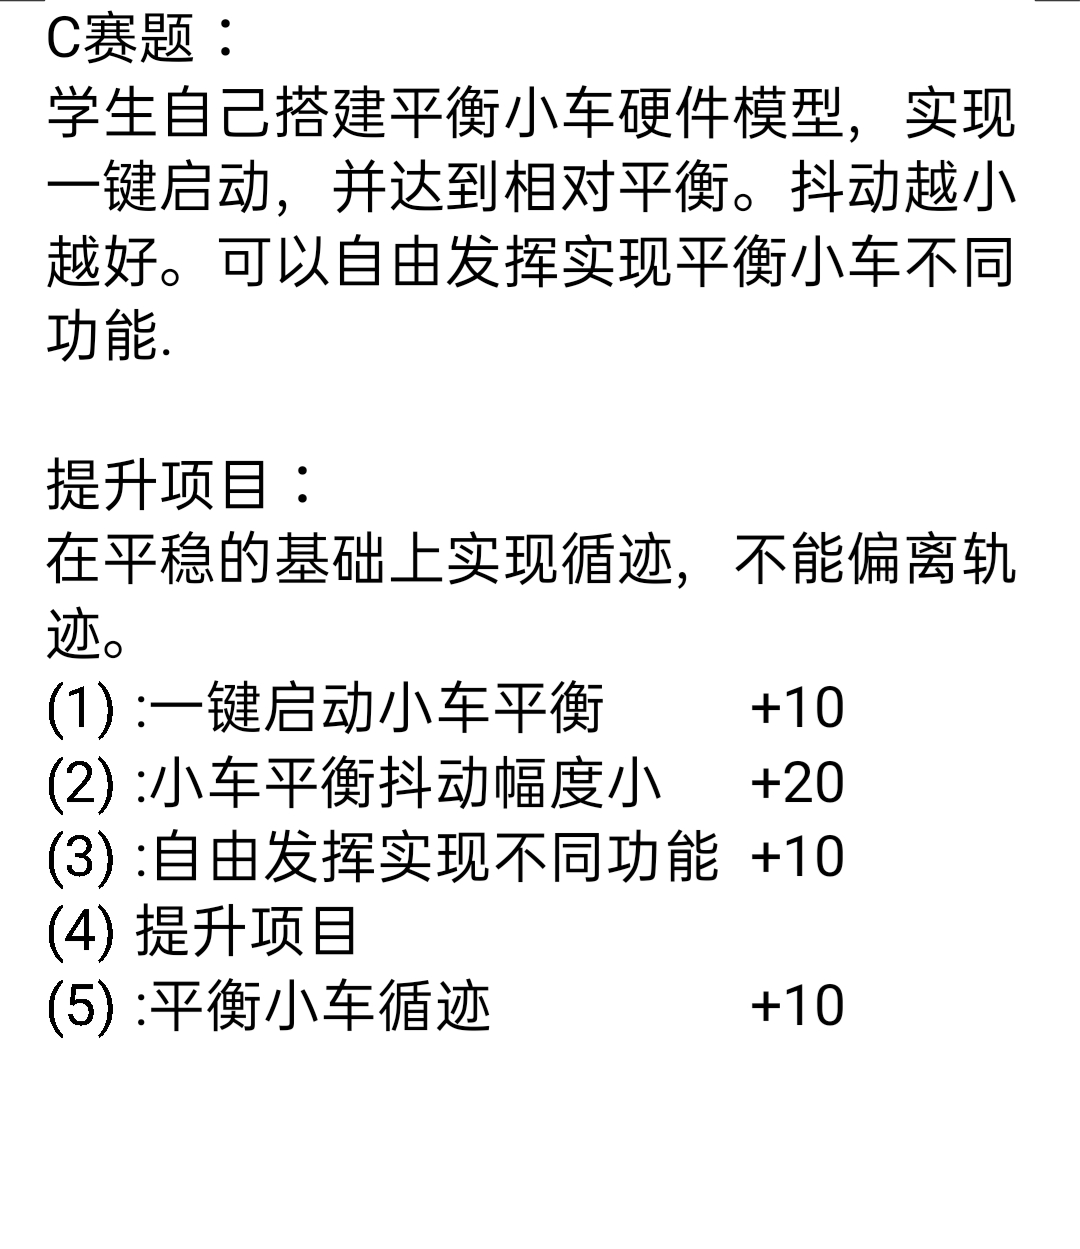 C赛题：
学生自己搭建平衡小车硬件模型，实现
一键启动，并达到相对平衡。抖动越小
越好。可以自由发挥实现平衡小车不同
功能.
提升项目：
在平稳的基础上实现循迹，不能偏离轨
迹。
(1) :一键启动小车平衡 +10
(2) :小车平衡抖动幅度小 +20
(3) :自由发挥实现不同功能 +10
(4) 提升项目
(5) :平衡小车循迹 +10